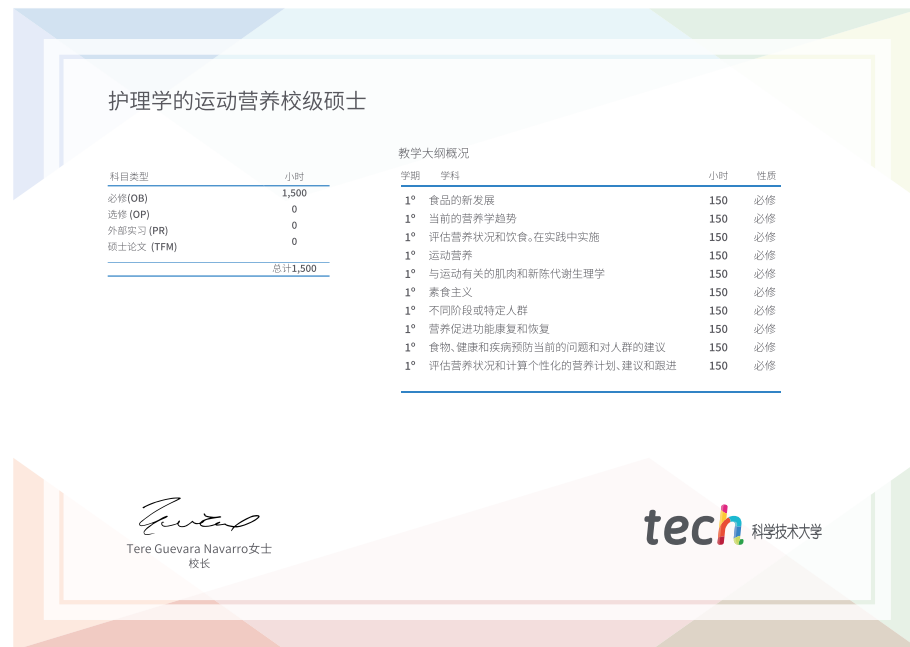 护理学的运动营养校级硕士
科目类型 小时
必修(OB) 1,500
选修 (OP) 0
外部实习 (PR) 0
硕士论文 (TFM) 0
总计1,500
教学大纲概况
学期 学科 小时 性质
1º 食品的新发展 150 必修
1º 当前的营养学趋势 150 必修
1º 评估营养状况和饮食。在实践中实施 150 必修
1º 运动营养 150 必修
1º 与运动有关的肌肉和新陈代谢生理学 150 必修
1º 素食主义 150 必修
1º 不同阶段或特定人群 150 必修
1º 营养促进功能康复和恢复 150 必修
1º 食物、健康和疾病预防当前的问题和对人群的建议 150 必修
1º 评估营养状况和计算个性化的营养计划、建议和跟进 150 必修
Tere Guevara Navarro女士
校长
tech 科学技术大学